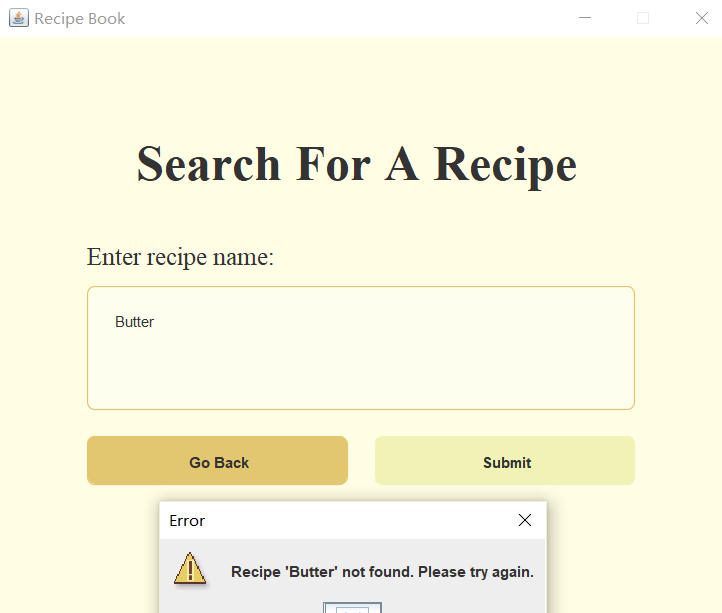 Recipe Book
Search For A Recipe
Enter recipe name:
Butter
Go Back
Submit
Error
Recipe 'Butter' not found. Please try again.